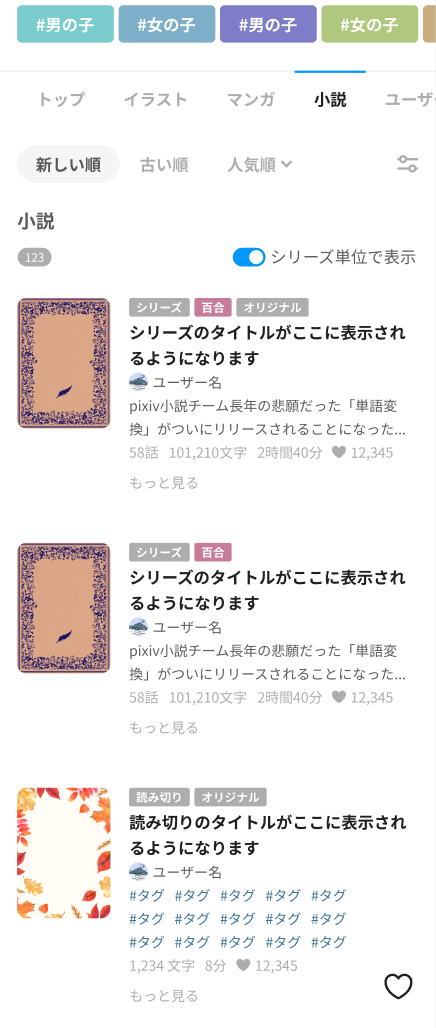 #男の子 #女の子 #男の子 #女の子
トップ イラスト マンガ 小説 ユーザ
新しい順 古い順 人気順
小説
123 シリーズ単位で表示
シリーズ 百合 オリジナル
シリーズのタイトルがここに表示され
るようになります
ユーザー名
pixiv小説チーム長年の悲願だった「単語変
換」がついにリリースされることになった...
58話 101,210文字 2時間40分 12,345
もっと見る
シリーズ 百合
シリーズのタイトルがここに表示され
るようになります
ユーザー名
pixiv小説チーム長年の悲願だった「単語変
換」がついにリリースされることになった...
58話 101,210文字 2時間40分 12,345
もっと見る
読み切り オリジナル
読み切りのタイトルがここに表示され
るようになります
ユーザー名
#タグ #タグ #タグ #タグ #タグ
#タグ #タグ #タグ #タグ #タグ
#タグ #タグ #タグ #タグ #タグ
1,234 文字 8分 12,345
もっと見る